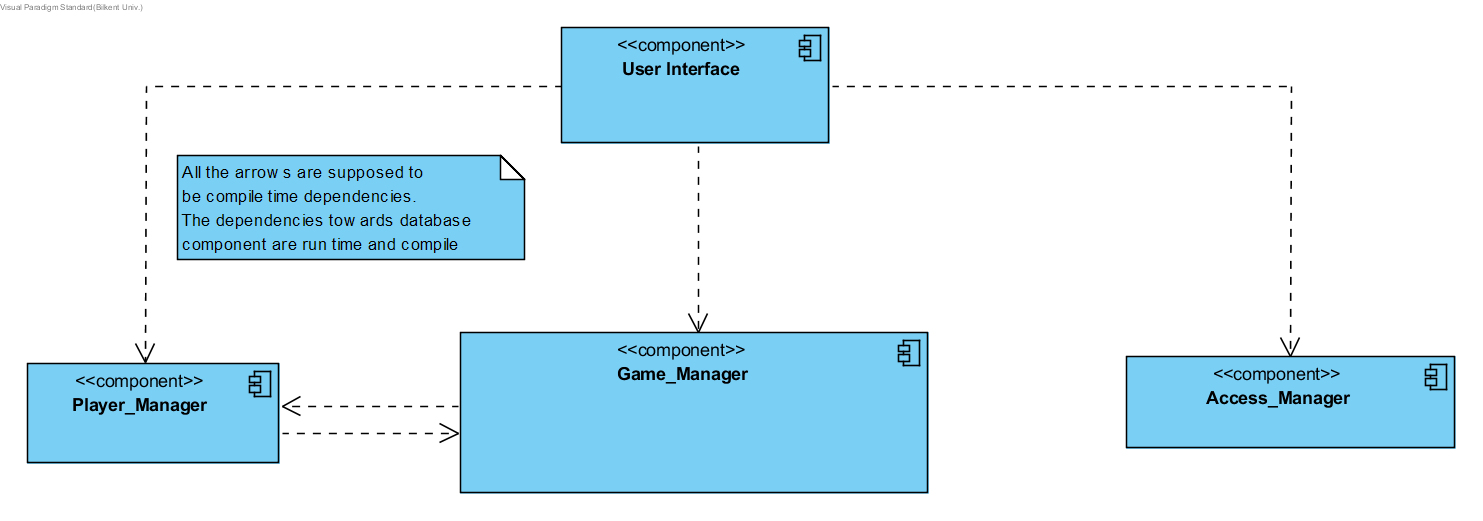 Visual Paradigm Standard(Bilkent Univ.)
<<component>>
User Interface
All the arrow s are supposed to
be compile time dependencies.
The dependencies tow ards database
component are run time and compile
<<component>>
Player_Manager
<<component>>
Game_Manager
<<component>>
Access_Manager